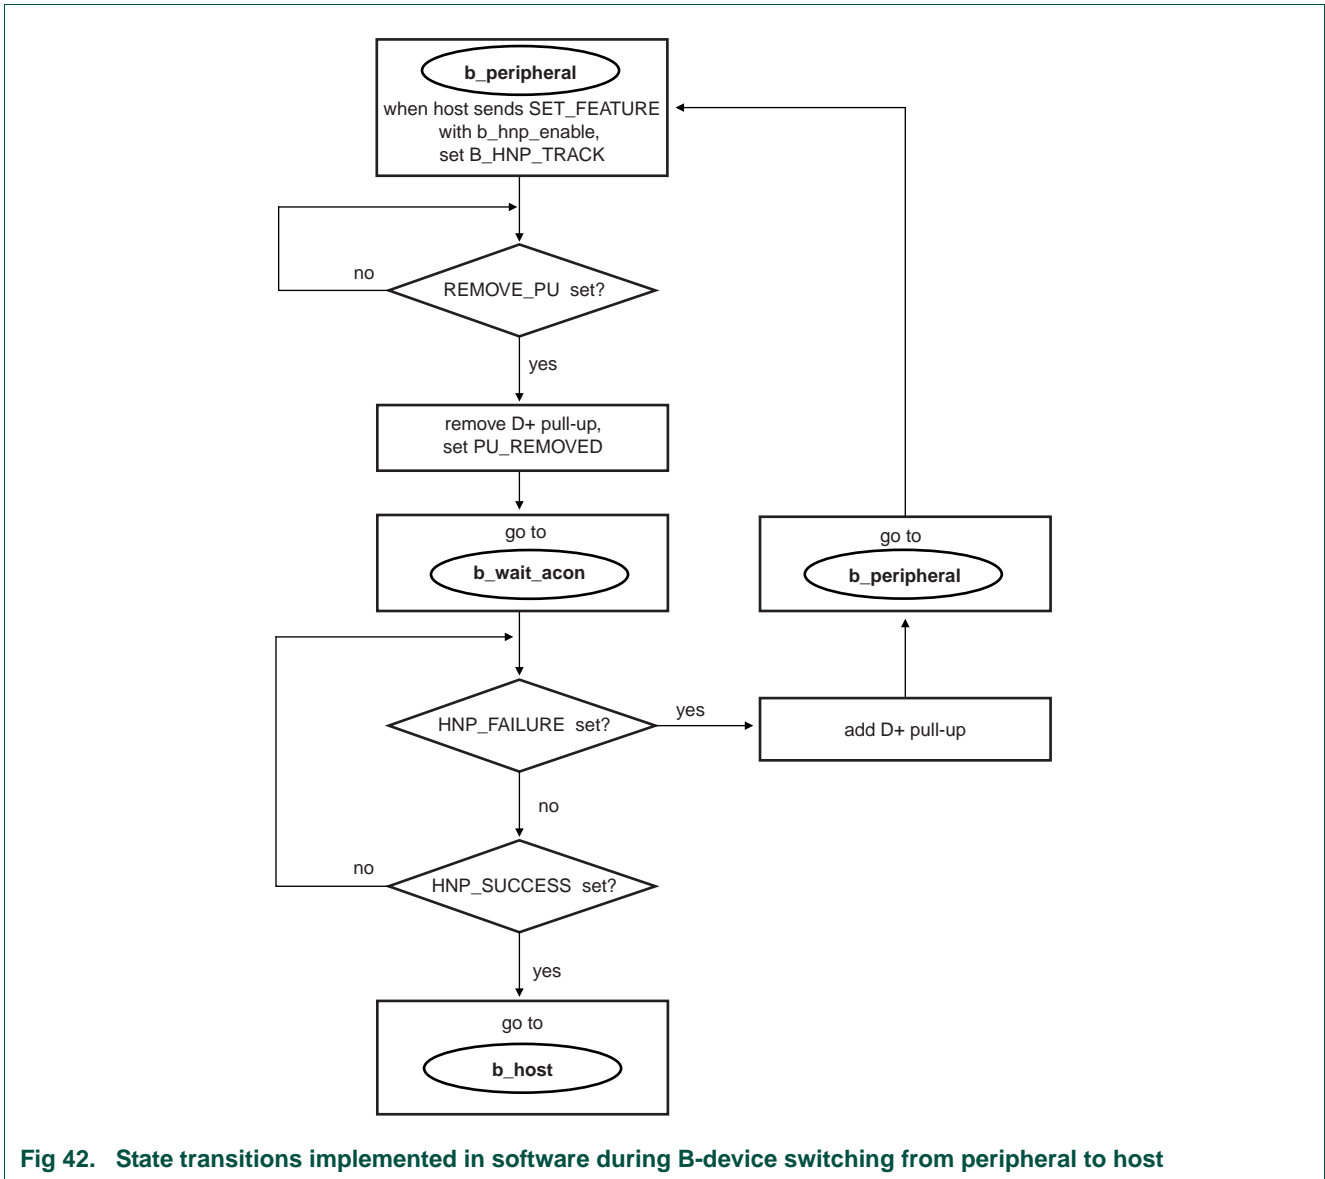 b_peripheral
when host sends SET_FEATURE
with b_hnp_enable,
set B_HNP_TRACK
no
REMOVE_PU set?
yes
remove D+ pull-up,
set PU_REMOVED
go to
b_wait_acon
go to
b_peripheral
HNP_FAILURE set?
yes
add D+ pull-up
no
no
HNP_SUCCESS set?
yes
go to
b_host
Fig 42. State transitions implemented in software during B-device switching from peripheral to host